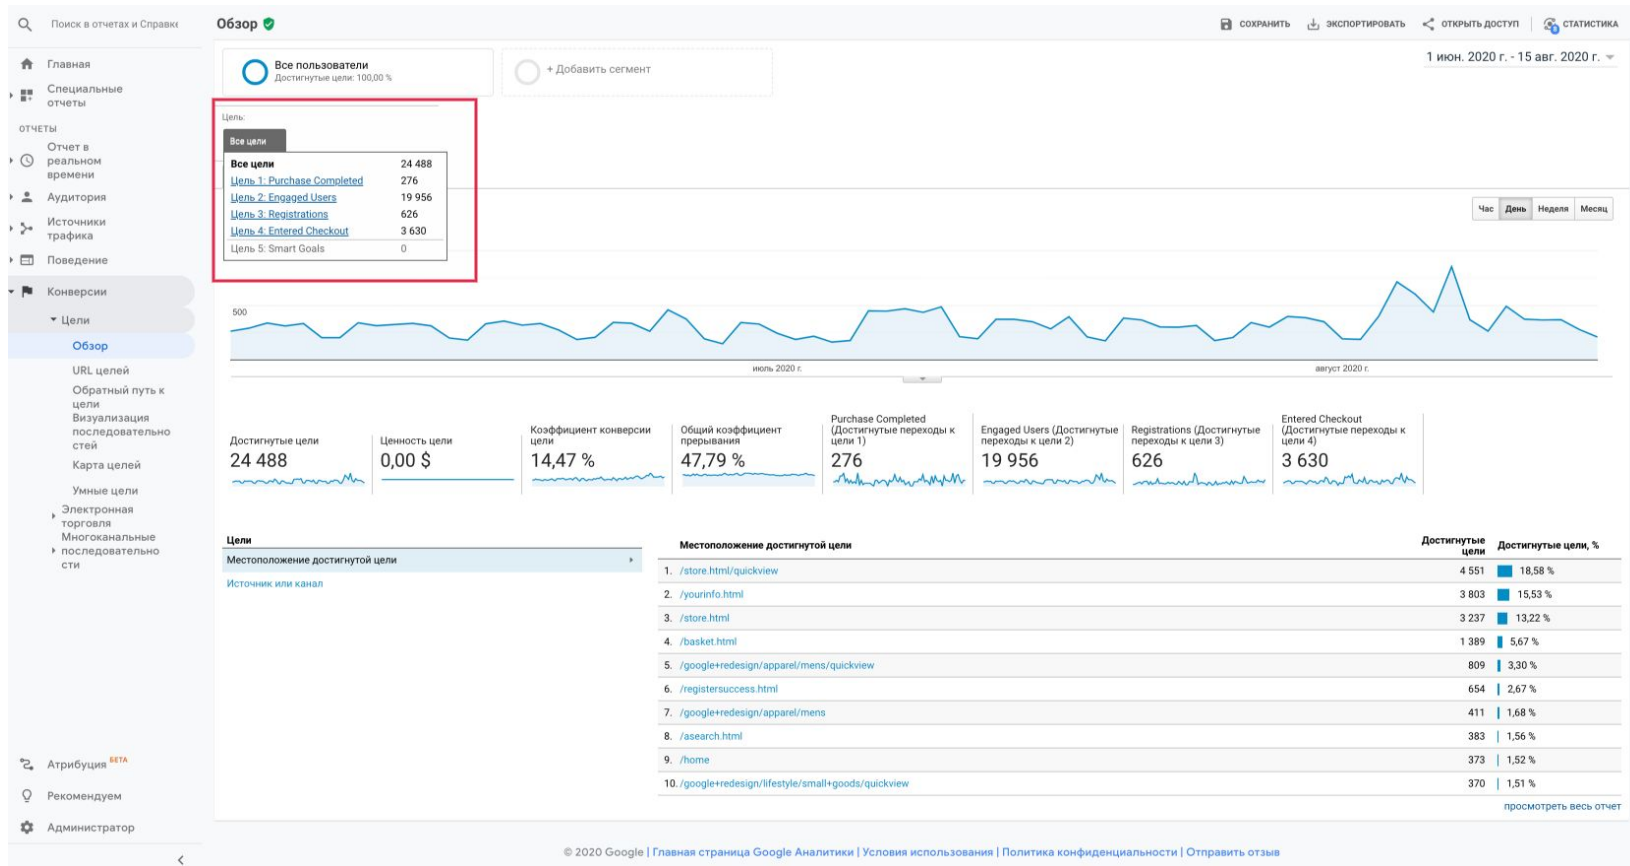 Поиск в отчетах и Справке
Обзор
СОХРАНИТЬ
ЭКСПОРТИРОВАТЬ
ОТКРЫТЬ ДОСТУП
СТАТИСТИКА
Главная
Специальные
отчеты
ОТЧЕТЫ
Отчет в
реальном
времени
Аудитория
Источники
трафика
Поведение
Конверсии
Цели
Обзор
URL целей
Обратный путь к
цели
Визуализация
последовательно
стей
Карта целей
Умные цели
Электронная
торговля
Многоканальные
последовательно
сти
Атрибуция БЕТА
Рекомендуем
Администратор
Все пользователи
Достигнутые цели: 100,00 %
+ Добавить сегмент
1 июн. 2020 г. - 15 авг. 2020 г.
Цель:
Все цели
Все цели 24 488
Цель 1: Purchase Completed 276
Цель 2: Engaged Users 19 956
Цель 3: Registrations 626
Цель 4: Entered Checkout 3 630
Цель 5: Smart Goals 0
Час День Неделя Месяц
500
июль 2020 г. август 2020 г.
Достигнутые цели
24 488
Ценность цели
0,00 $
Коэффициент конверсии
цели
14,47 %
Общий коэффициент
прерывания
47,79 %
Purchase Completed
(Достигнутые переходы к
цели 1)
276
Engaged Users (Достигнутые
переходы к цели 2)
19 956
Registrations (Достигнутые
переходы к цели 3)
626
Entered Checkout
(Достигнутые переходы к
цели 4)
3 630
Цели
Местоположение достигнутой цели
Источник или канал
Местоположение достигнутой цели
Достигнутые
цели
Достигнутые цели, %
1. /store.html/quickview 4 551 18,58 %
2. /yourinfo.html 3 803 15,53 %
3. /store.html 3 237 13,22 %
4. /basket.html 1 389 5,67 %
5. /google+redesign/apparel/mens/quickview 809 3,30 %
6. /registersuccess.html 654 2,67 %
7. /google+redesign/apparel/mens 411 1,68 %
8. /asearch.html 383 1,56 %
9. /home 373 1,52 %
10. /google+redesign/lifestyle/small+goods/quickview 370 1,51 %
просмотреть весь отчет
© 2020 Google | Главная страница Google Аналитики | Условия использования | Политика конфиденциальности | Отправить отзыв